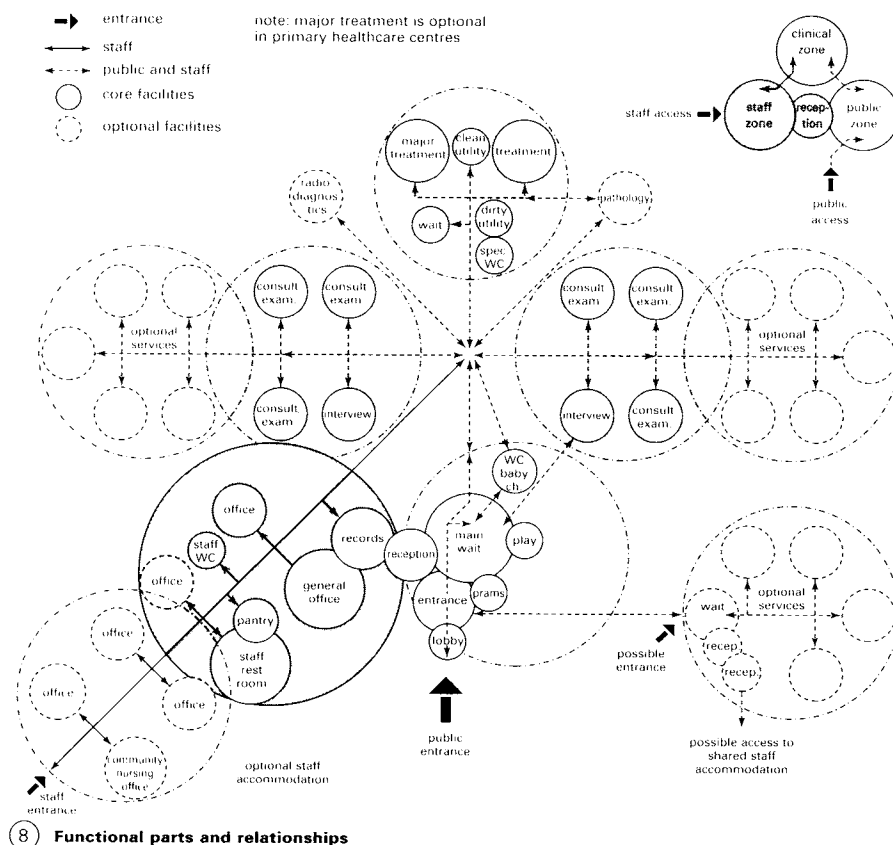 entrance
staff
public and staff
core facilities
optional facilities
note: major treatment is optional
in primary healthcare centres
clinical
zone
staff access
staff
zone
recep-
tion
public
zone
public
access
major
treatment
clean
utility
treatment
radio
diagnos
tics
pathology
wait
dirty
utility
spec
WC
consult
exam.
consult
exam.
consult
exam
consult
exam.
optional
services
optional
services
consult
exam.
interview
interview
consult
exam.
WC
baby
ch.
office
records
reception
main
wait
play
staff
WC
office
general
office
entrance
prams
pantry
lobby
staff
rest
room
office
office
office
community
nursing
office
wait
optional
services
recep.
recep.
possible
entrance
public
entrance
optional staff
accommodation
possible access to
shared staff
accommodation
staff
entrance
8 Functional parts and relationships